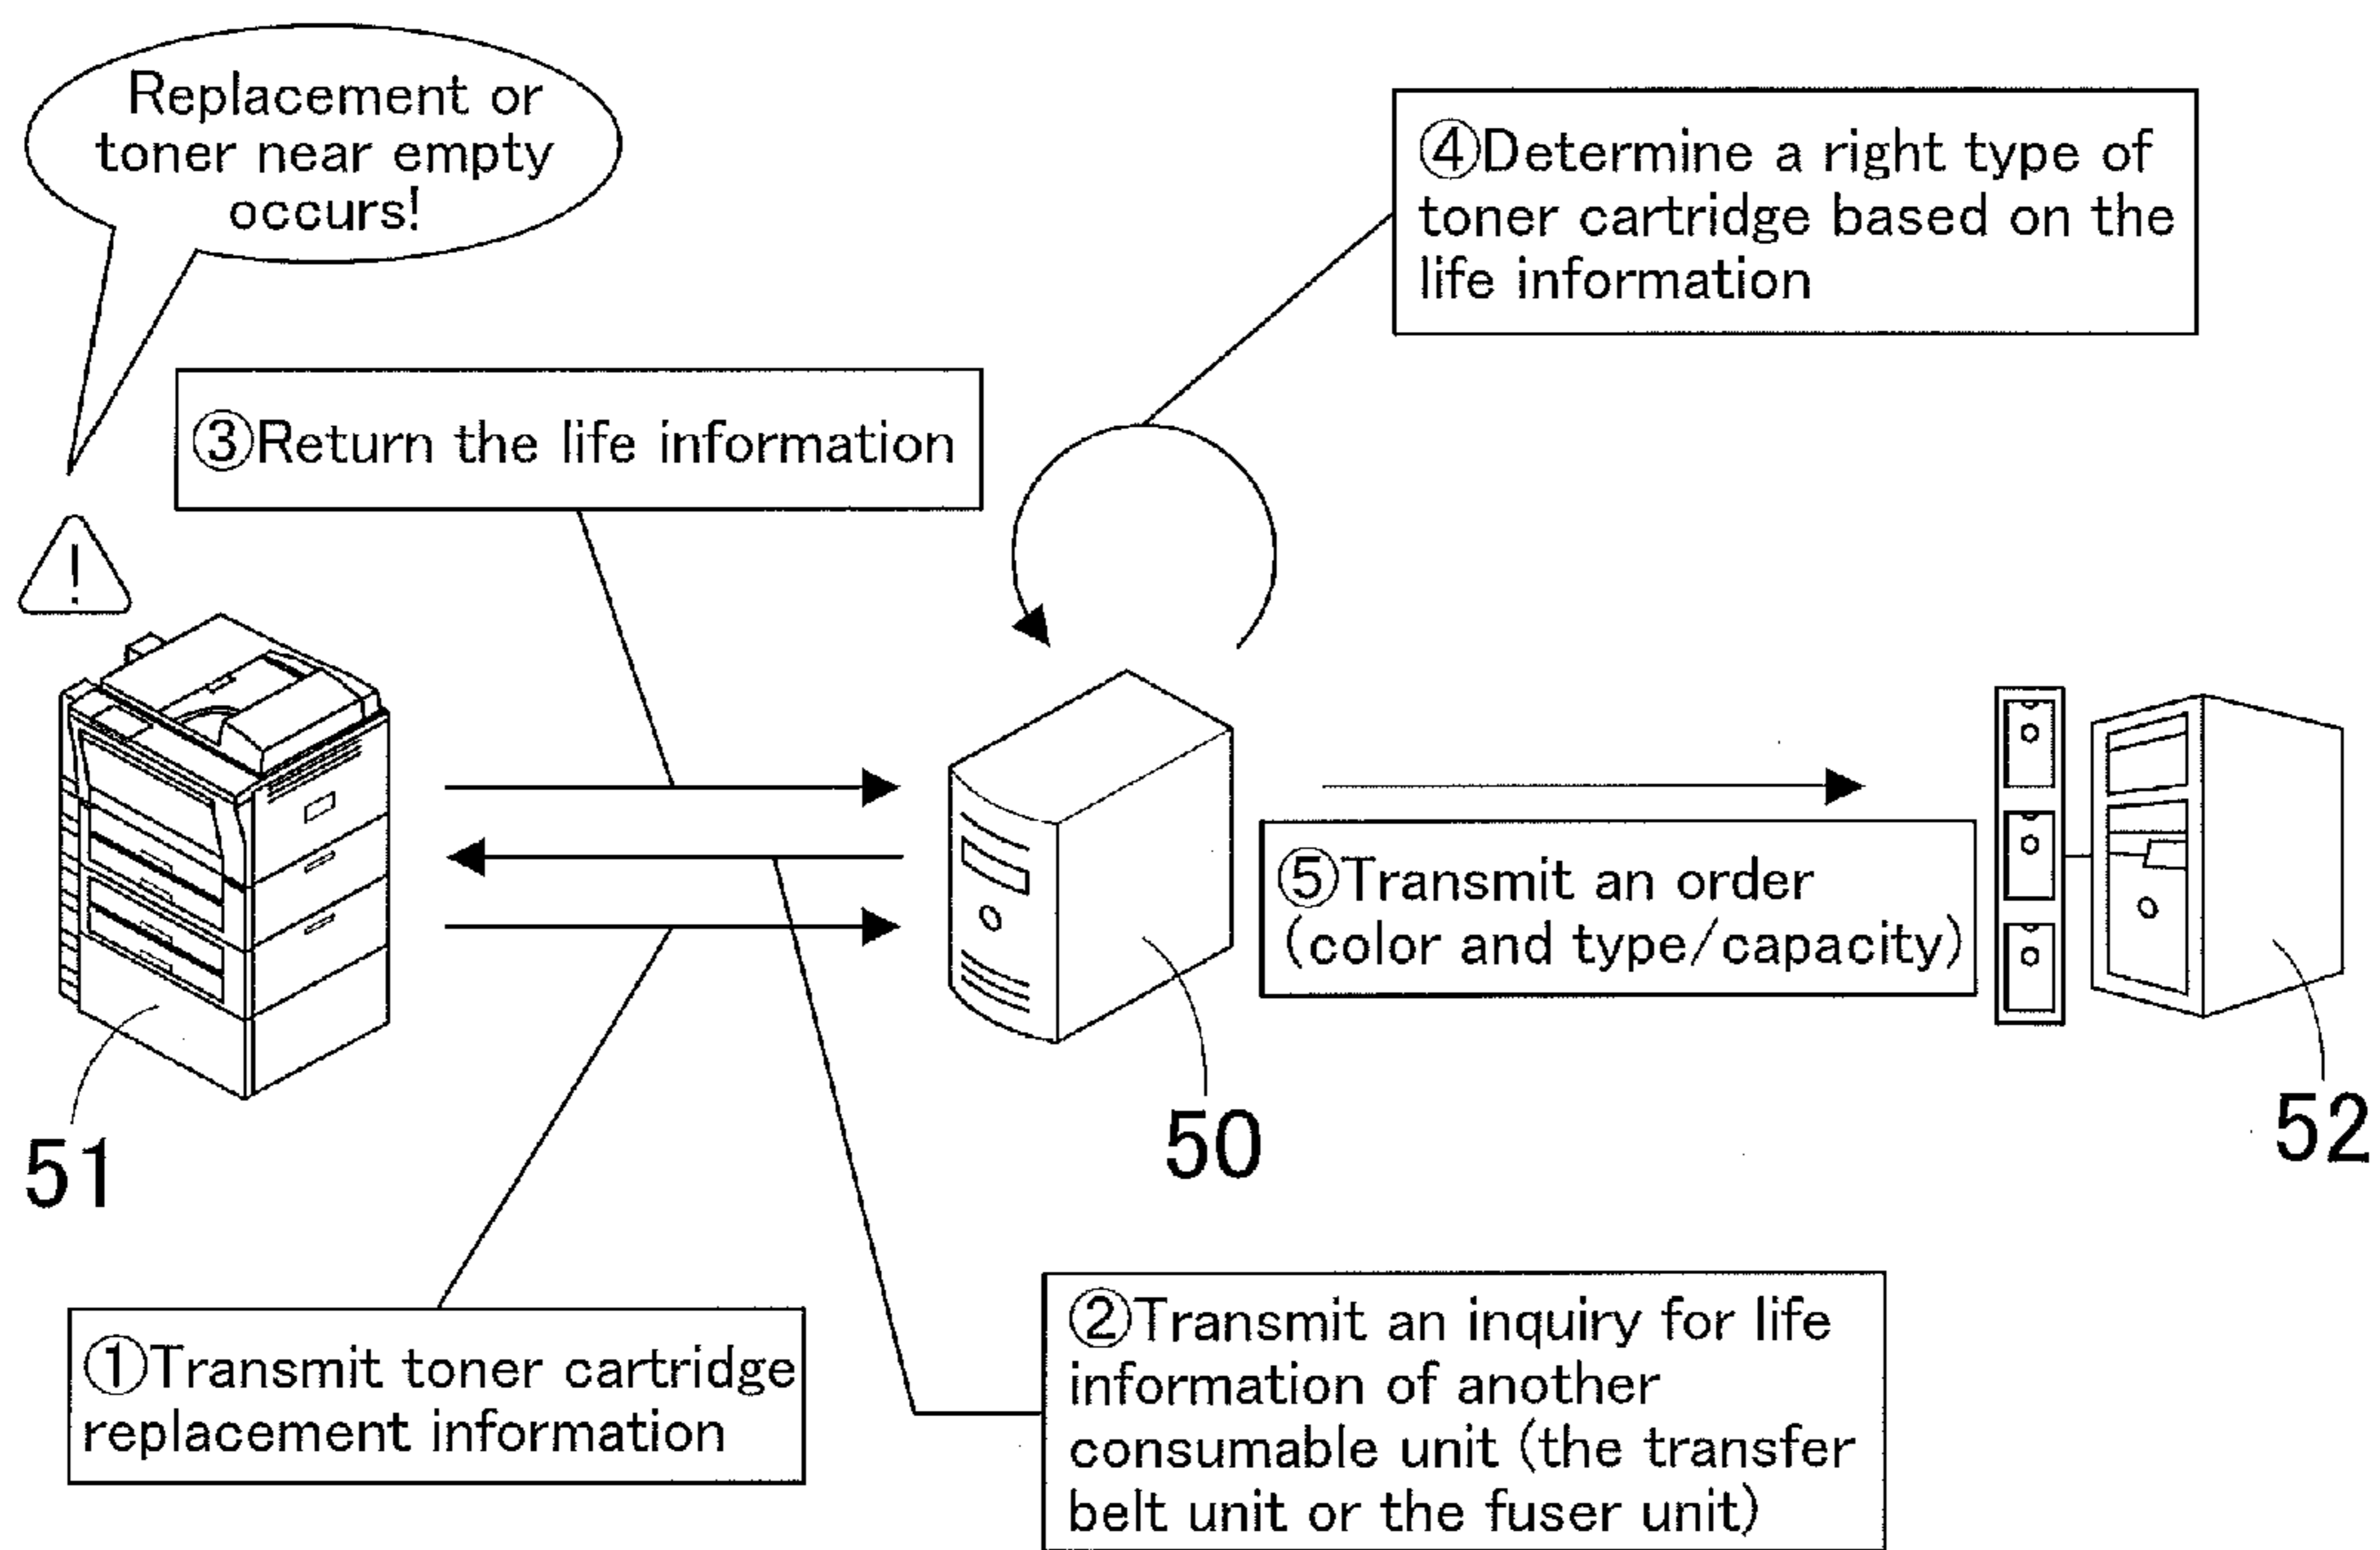 Replacement or
toner near empty
occurs!
④Determine a right type of
toner cartridge based on the
life information
③Return the life information
!
⑤Transmit an order
(color and type/capacity)
51
50
52
①Transmit toner cartridge
replacement information
②Transmit an inquiry for life
information of another
consumable unit (the transfer
belt unit or the fuser unit)